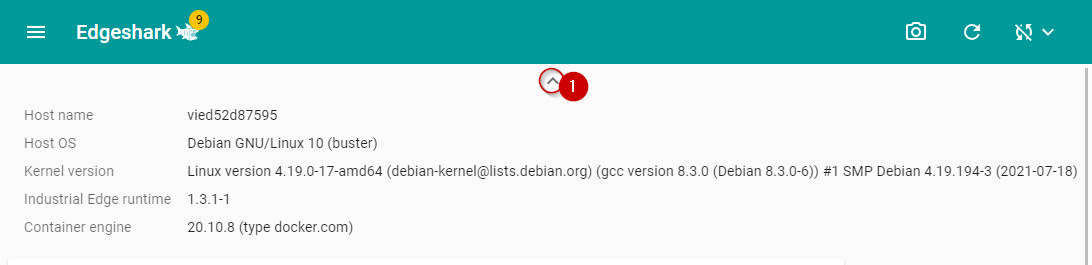 Edgeshark 9
1
Host name vied52d87595
Host OS Debian GNU/Linux 10 (buster)
Kernel version Linux version 4.19.0-17-amd64 (debian-kernel@lists.debian.org) (gcc version 8.3.0 (Debian 8.3.0-6)) #1 SMP Debian 4.19.194-3 (2021-07-18)
Industrial Edge runtime 1.3.1-1
Container engine 20.10.8 (type docker.com)